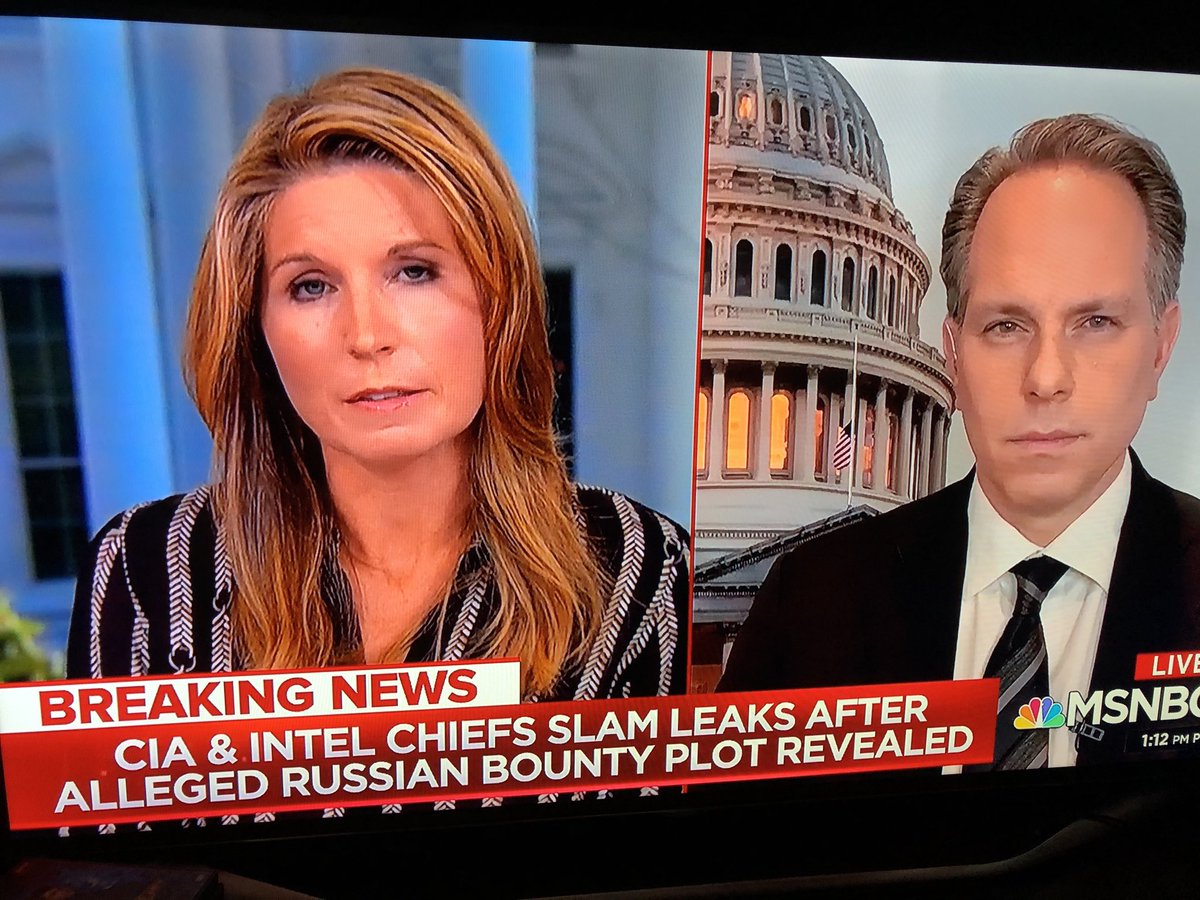 BREAKING NEWS
CIA & INTEL CHIEFS SLAM LEAKS AFTER
ALLEGED RUSSIAN BOUNTY PLOT REVEALED
LIVE
MSNBC
1:12 PM P